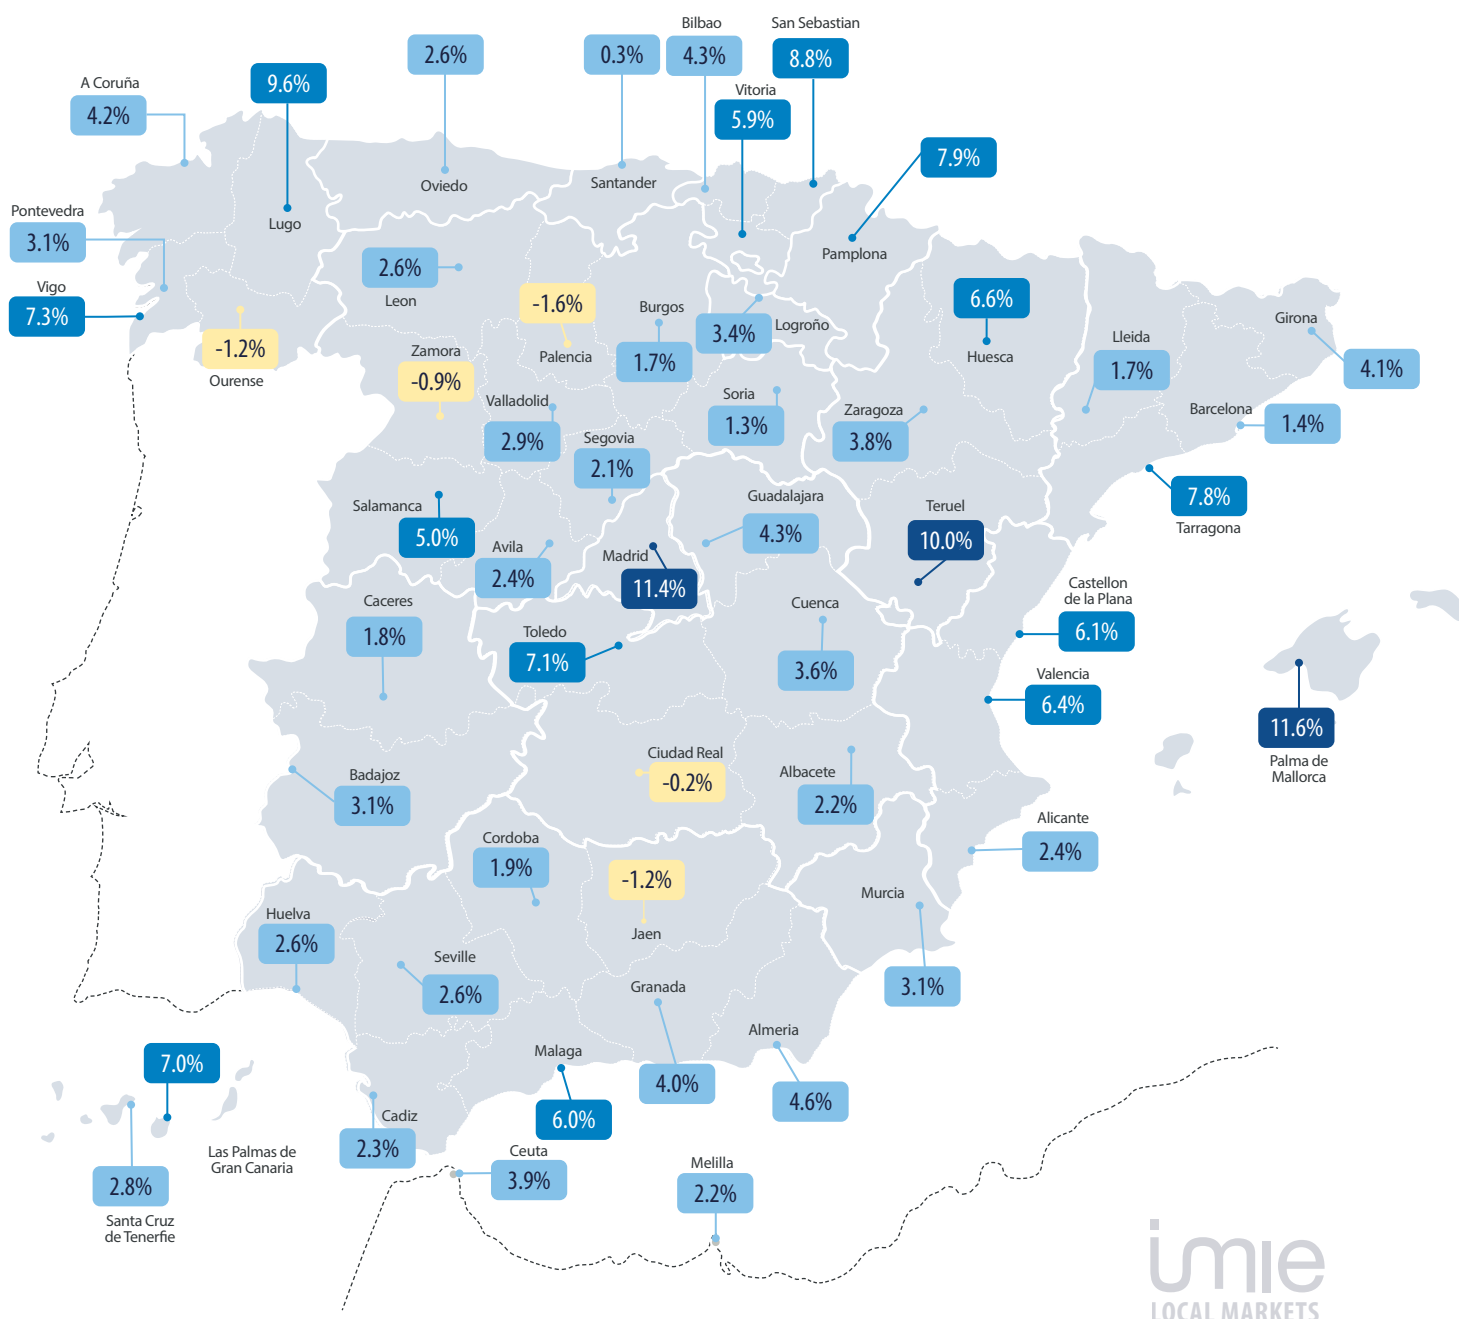 Bilbao
4.3%
San Sebastian
8.8%
2.6%
Oviedo
0.3%
Santander
9.6%
Lugo
A Coruña
4.2%
Vitoria
5.9%
7.9%
Pamplona
Pontevedra
3.1%
Vigo
7.3%
-1.2%
Ourense
2.6%
Leon
-1.6%
Palencia
Burgos
1.7%
3.4%
Logroño
6.6%
Huesca
Lleida
1.7%
Girona
4.1%
Zamora
-0.9%
Valladolid
2.9%
Segovia
2.1%
Soria
1.3%
Zaragoza
3.8%
Barcelona
1.4%
7.8%
Tarragona
Salamanca
5.0%
Avila
2.4%
Madrid
11.4%
Guadalajara
4.3%
Teruel
10.0%
Castellon
de la Plana
6.1%
Caceres
1.8%
Toledo
7.1%
Cuenca
3.6%
Valencia
6.4%
11.6%
Palma de
Mallorca
Badajoz
3.1%
Ciudad Real
-0.2%
Albacete
2.2%
Alicante
2.4%
Cordoba
1.9%
-1.2%
Jaen
Murcia
3.1%
Huelva
2.6%
Seville
2.6%
Granada
4.0%
Almeria
4.6%
Malaga
6.0%
Cadiz
2.3%
7.0%
Las Palmas de
Gran Canaria
2.8%
Santa Cruz
de Tenerfie
Ceuta
3.9%
Melilla
2.2%
imie
LOCAL MARKETS